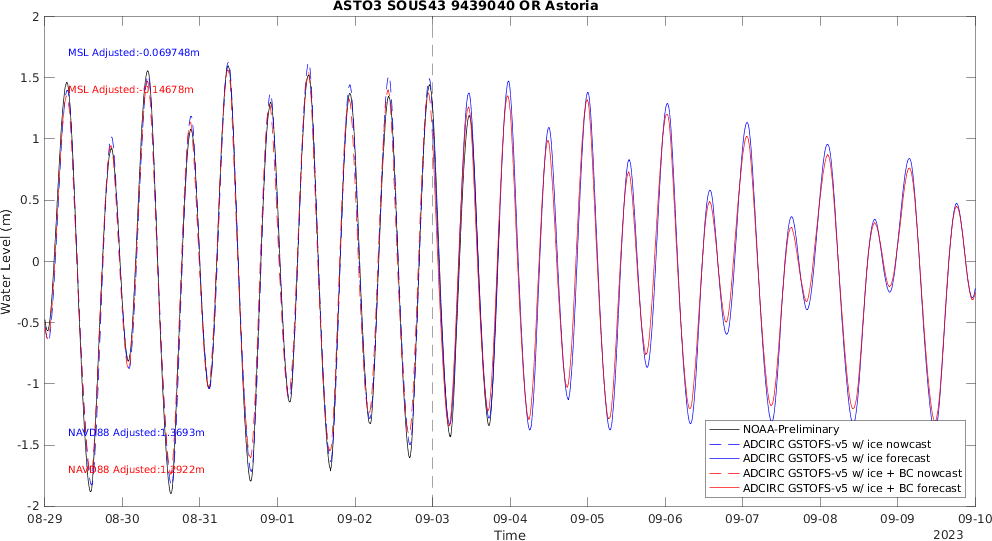 ASTO3 SOUS43 9439040 OR Astoria
MSL Adjusted:-0.069748m
MSL Adjusted:-0.14678m
NAVD88 Adjusted:1.3693m
NAVD88 Adjusted:1.2922m
Water Level (m)
2
1.5
1
0.5
0
-0.5
-1
-1.5
-2
NOAA-Preliminary
ADCIRC GSTOFS-v5 w/ ice nowcast
ADCIRC GSTOFS-v5 w/ ice forecast
ADCIRC GSTOFS-v5 w/ ice + BC nowcast
ADCIRC GSTOFS-v5 w/ ice + BC forecast
08-29 08-30 08-31 09-01 09-02 09-03 09-04 09-05 09-06 09-07 09-08 09-09 09-10
Time
2023